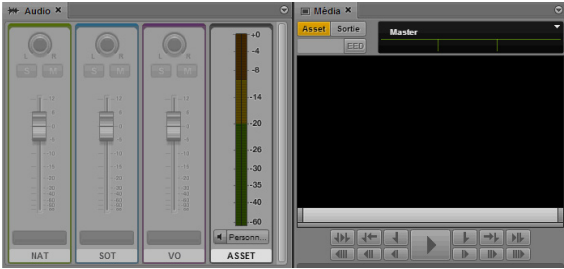 Audio
Média
Asset Sortie
Master
EED
L R
L R
L R
S M
S M
S M
+0
-4
-8
-14
-20
-26
-30
-35
-40
-60
Personn...
NAT
SOT
VO
ASSET